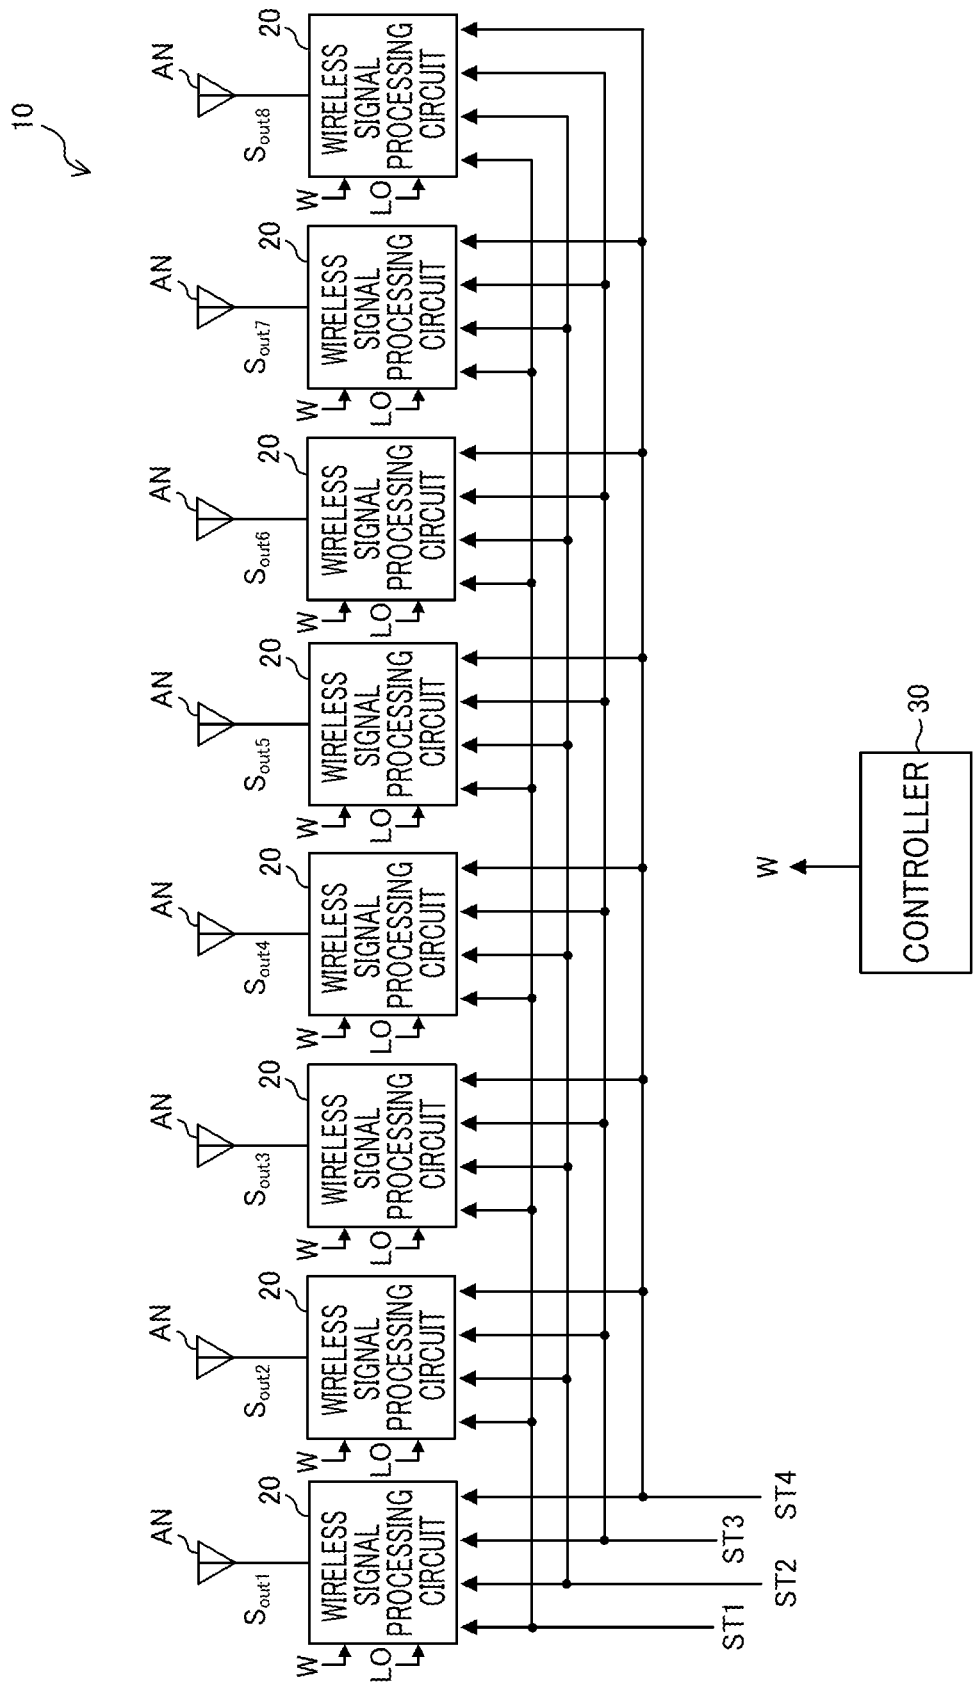 10
AN
AN
AN
AN
AN
AN
AN
AN
Sout1
Sout2
Sout3
Sout4
Sout5
Sout6
Sout7
Sout8
20
20
20
20
20
20
20
20
W
LO
WIRELESS
SIGNAL
PROCESSING
CIRCUIT
W
LO
WIRELESS
SIGNAL
PROCESSING
CIRCUIT
W
LO
WIRELESS
SIGNAL
PROCESSING
CIRCUIT
W
LO
WIRELESS
SIGNAL
PROCESSING
CIRCUIT
W
LO
WIRELESS
SIGNAL
PROCESSING
CIRCUIT
W
LO
WIRELESS
SIGNAL
PROCESSING
CIRCUIT
W
LO
WIRELESS
SIGNAL
PROCESSING
CIRCUIT
W
LO
WIRELESS
SIGNAL
PROCESSING
CIRCUIT
ST1
ST2
ST3
ST4
W
30
CONTROLLER